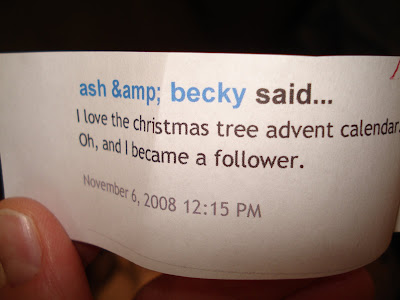 ash &amp; becky said...
I love the christmas tree advent calendar.
Oh, and I became a follower.
November 6, 2008 12:15 PM